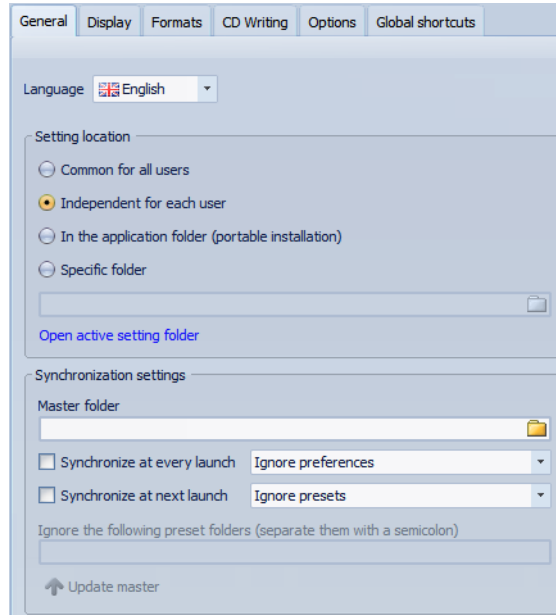 General Display Formats CD Writing Options Global shortcuts
Language English
Setting location
Common for all users
Independent for each user
In the application folder (portable installation)
Specific folder
Open active setting folder
Synchronization settings
Master folder
Synchronize at every launch Ignore preferences
Synchronize at next launch Ignore presets
Ignore the following preset folders (separate them with a semicolon)
Update master